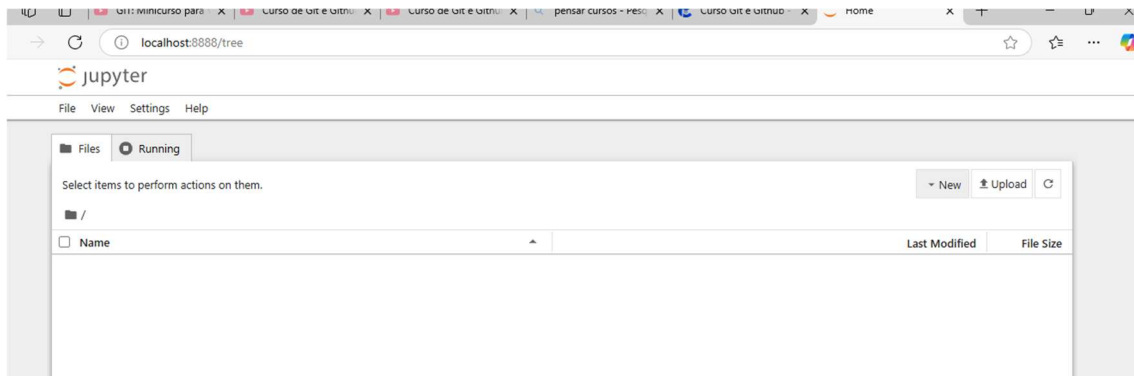 GIT: Minicurso para
Curso de Git e Githu
Curso de Git e Githu
pensar cursos - Pesq
Curso Git e Github -
Home
localhost:8888/tree
jupyter
File View Settings Help
Files Running
Select items to perform actions on them.
New Upload
/
Name Last Modified File Size